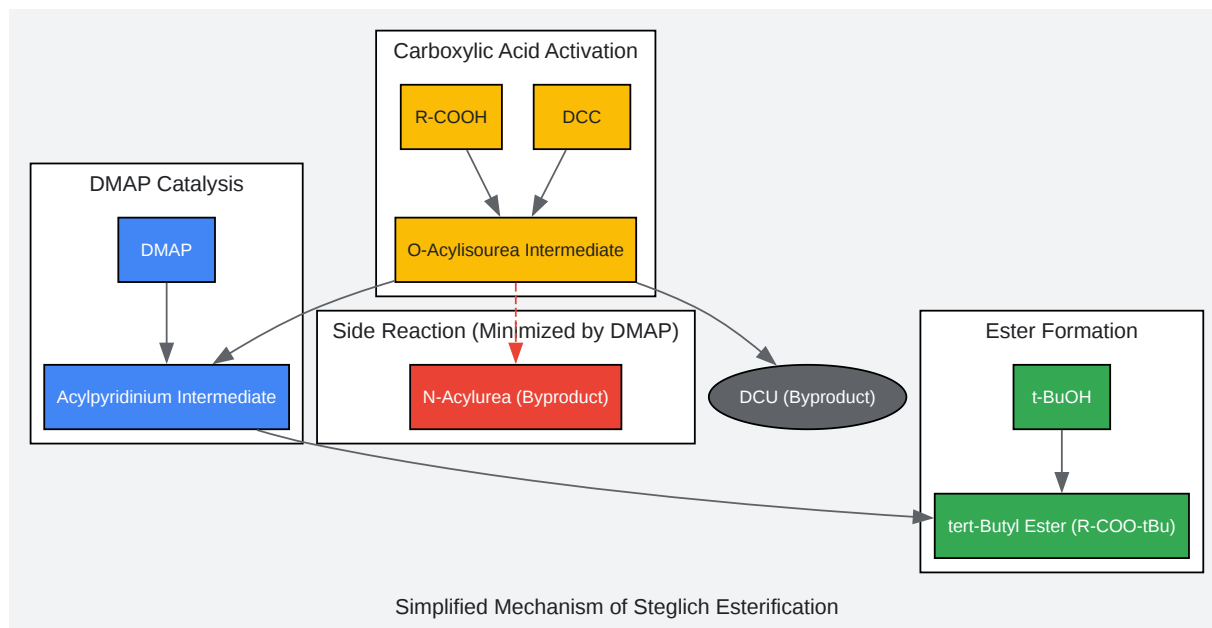 Carboxylic Acid Activation
R-COOH
DCC
O-Acylisourea Intermediate
DMAP Catalysis
DMAP
Acylpyridinium Intermediate
Side Reaction (Minimized by DMAP)
N-Acylurea (Byproduct)
DCU (Byproduct)
Ester Formation
t-BuOH
tert-Butyl Ester (R-COO-tBu)
Simplified Mechanism of Steglich Esterification